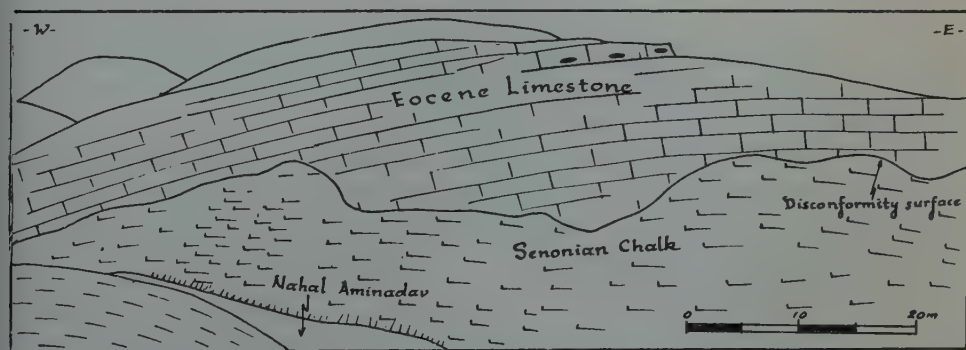 -W-
-E-
Eocene Limestone
Disconformity surface
Senonian Chalk
Nahal Aminadav
0 10 20m